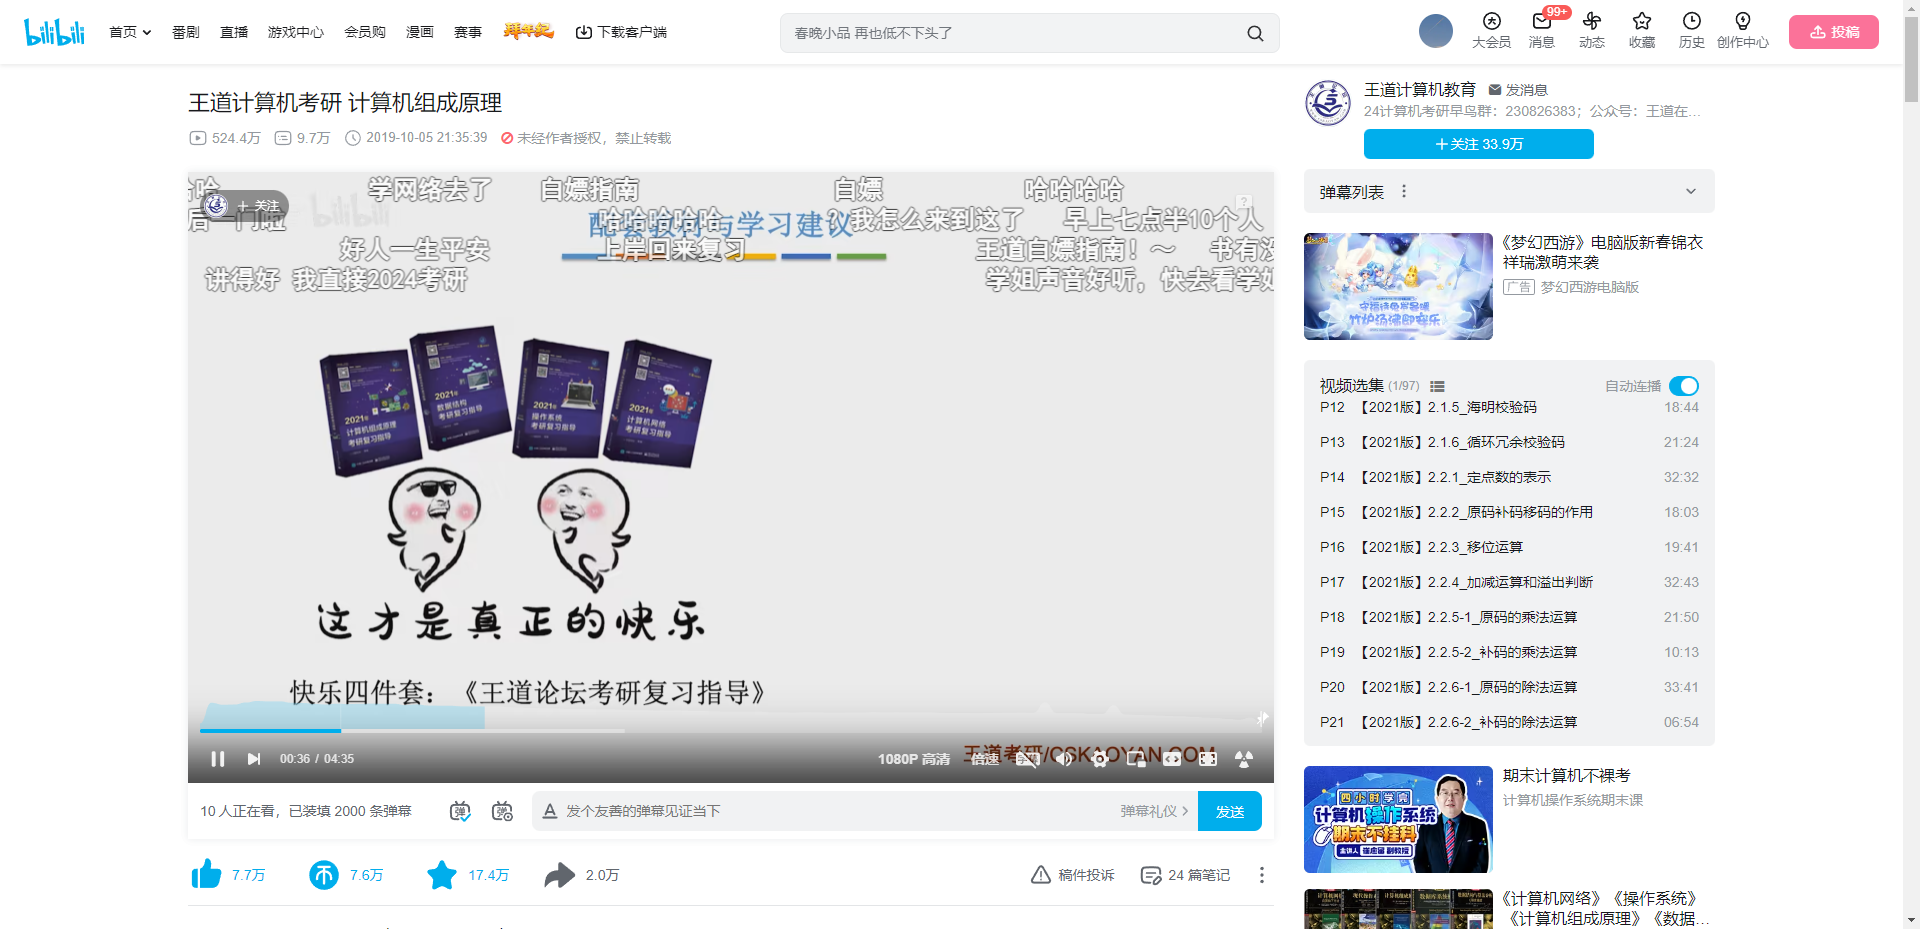 bilibili 首页 番剧 直播 游戏中心 会员购 漫画 赛事 拜年纪 下载客户端
春晚小品 再也低不下头了
大会员 99+ 消息 动态 收藏 历史 创作中心 投稿
王道计算机考研 计算机组成原理
524.4万 9.7万 2019-10-05 21:35:39 未经作者授权，禁止转载
哈哈 学网络去了 白嫖指南 白嫖 哈哈哈哈
+ 关注 bilibili
后一门啦 哈哈哈哈哈 我怎么来到这了 早上七点半10个人
好人一生平安 上岸回来复习 王道白嫖指南！～ 书有没
讲得好 我直接2024考研 学姐声音好听，快去看学姐
2021年 计算机组成原理 考研复习指导
2021年 数据结构 考研复习指导
2021年 操作系统 考研复习指导
2021年 计算机网络 考研复习指导
这才是真正的快乐
快乐四件套：《王道论坛考研复习指导》
王道考研/CSKAOYAN.COM
00:36 / 04:35 1080P 高清 倍速
10 人正在看，已装填 2000 条弹幕 发个友善的弹幕见证当下 弹幕礼仪 发送
7.7万 7.6万 17.4万 2.0万 稿件投诉 24 篇笔记
王道计算机教育 发消息
24计算机考研早鸟群：230826383；公众号：王道在…
+关注 33.9万
弹幕列表
《梦幻西游》电脑版新春锦衣
祥瑞激萌来袭
广告 梦幻西游电脑版
视频选集 (1/97) 自动连播
P12 【2021版】2.1.5_海明校验码 18:44
P13 【2021版】2.1.6_循环冗余校验码 21:24
P14 【2021版】2.2.1_定点数的表示 32:32
P15 【2021版】2.2.2_原码补码移码的作用 18:03
P16 【2021版】2.2.3_移位运算 19:41
P17 【2021版】2.2.4_加减运算和溢出判断 32:43
P18 【2021版】2.2.5-1_原码的乘法运算 21:50
P19 【2021版】2.2.5-2_补码的乘法运算 10:13
P20 【2021版】2.2.6-1_原码的除法运算 33:41
P21 【2021版】2.2.6-2_补码的除法运算 06:54
四小时学完
计算机操作系统
期末不挂科
期末计算机不裸考
计算机操作系统期末课
《计算机网络》《操作系统》
《计算机组成原理》《数据…